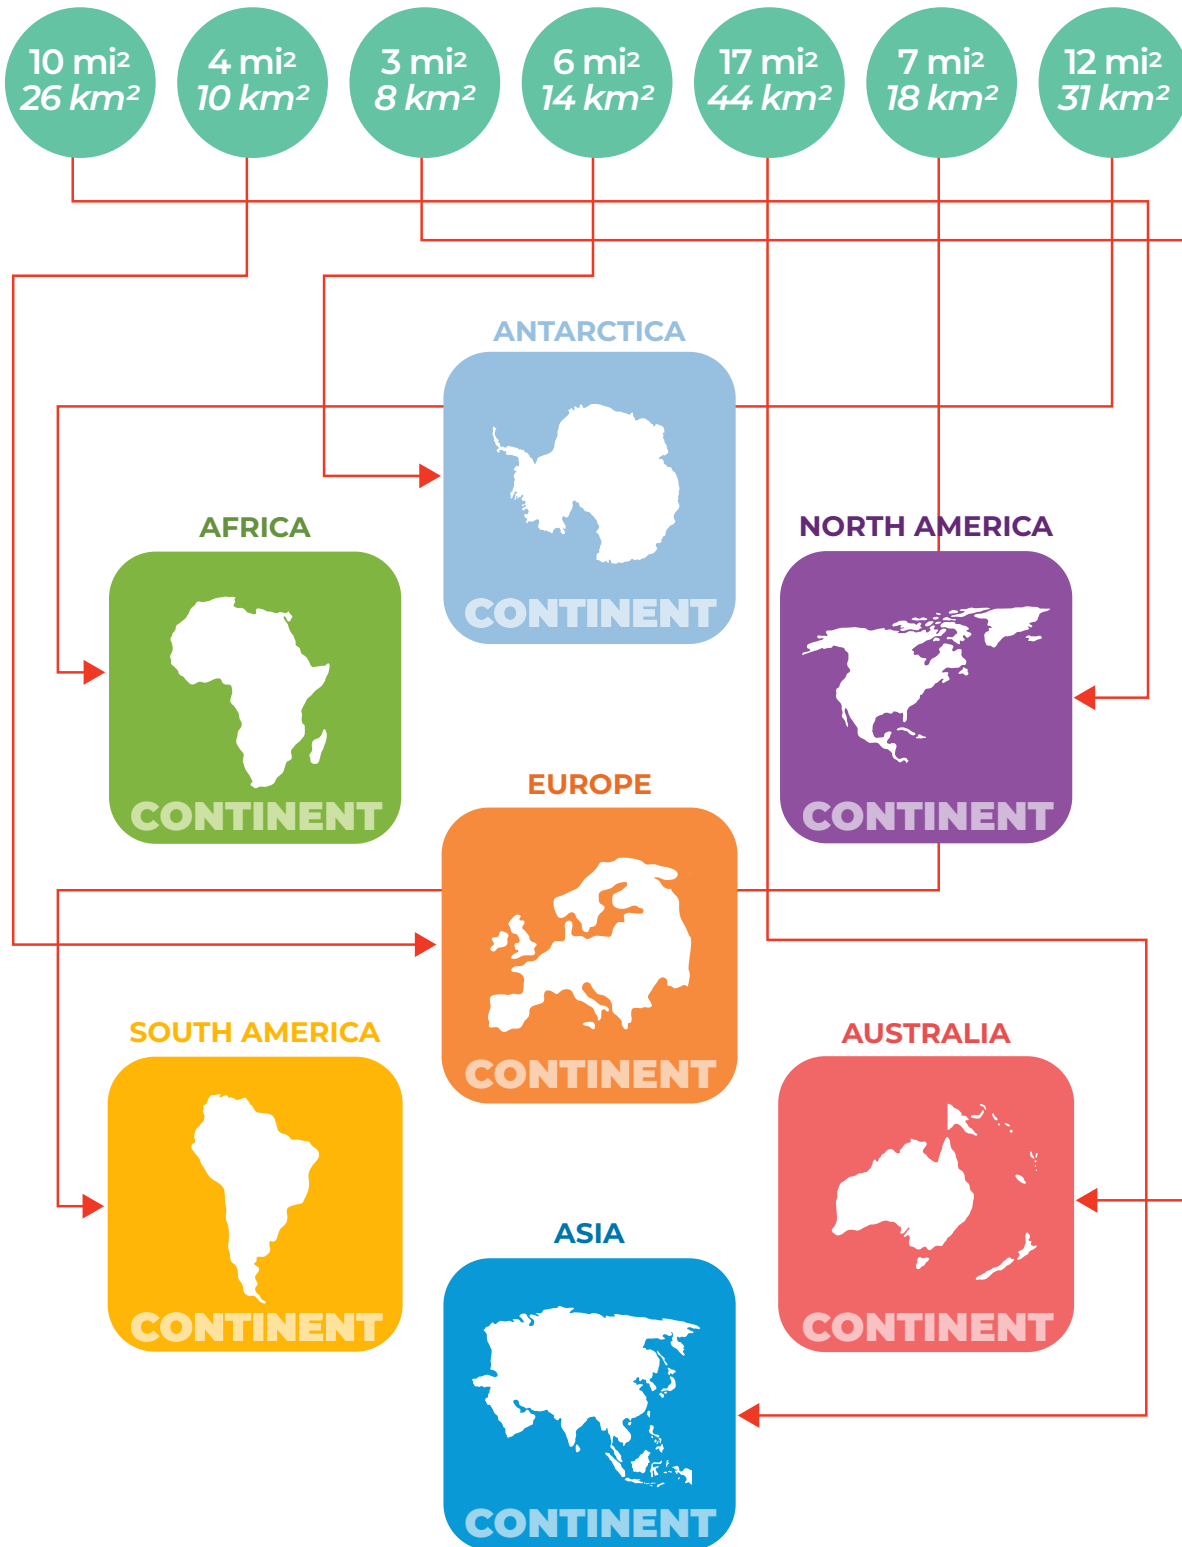 10 mi²
26 km²
4 mi²
10 km²
3 mi²
8 km²
6 mi²
14 km²
17 mi²
44 km²
7 mi²
18 km²
12 mi²
31 km²
ANTARCTICA
CONTINENT
AFRICA
CONTINENT
NORTH AMERICA
CONTINENT
EUROPE
CONTINENT
SOUTH AMERICA
CONTINENT
AUSTRALIA
CONTINENT
ASIA
CONTINENT